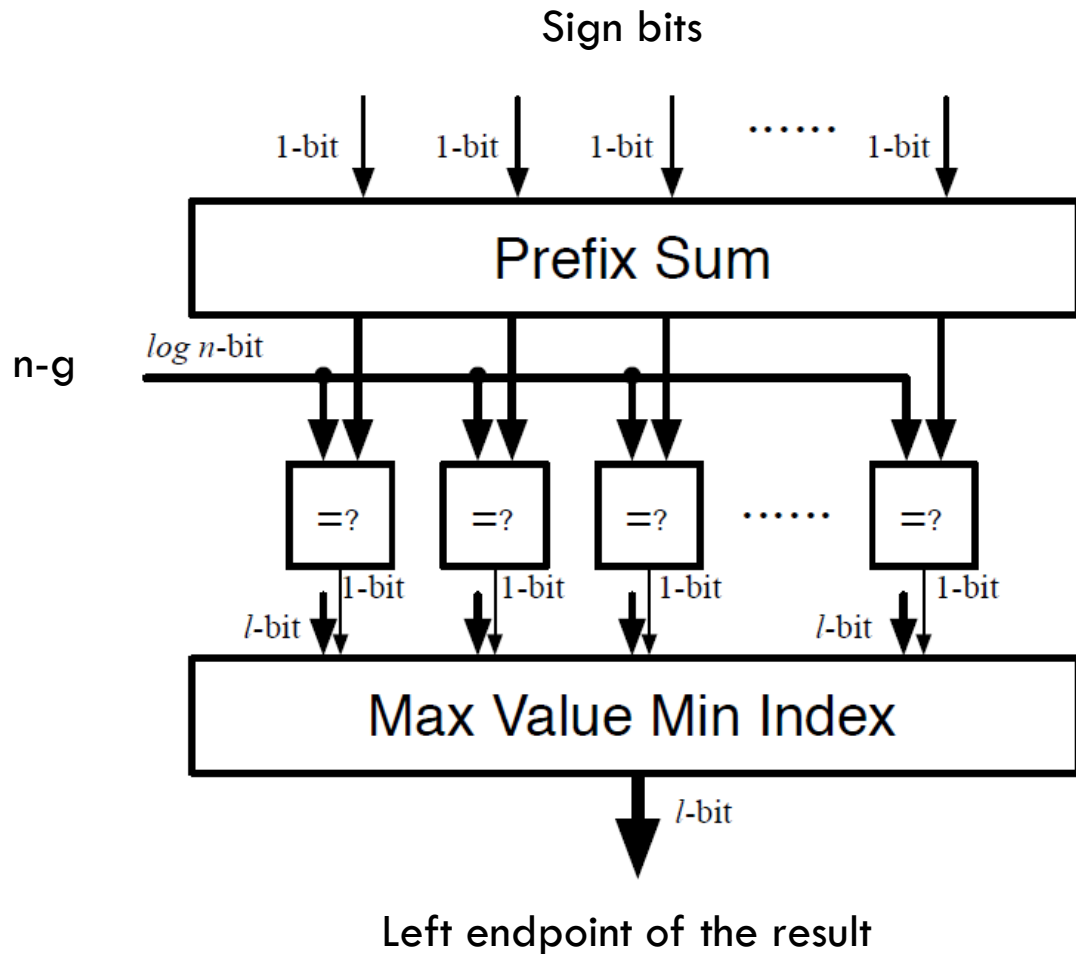 Sign bits
1-bit 1-bit 1-bit ...... 1-bit
Prefix Sum
log n-bit
n-g
=? =? =? ...... =?
1-bit 1-bit 1-bit 1-bit
l-bit l-bit
Max Value Min Index
l-bit
Left endpoint of the result